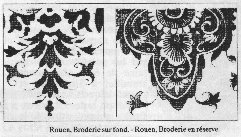 Rouen, Broderie sur fond. - Rouen, Broderie en réserve